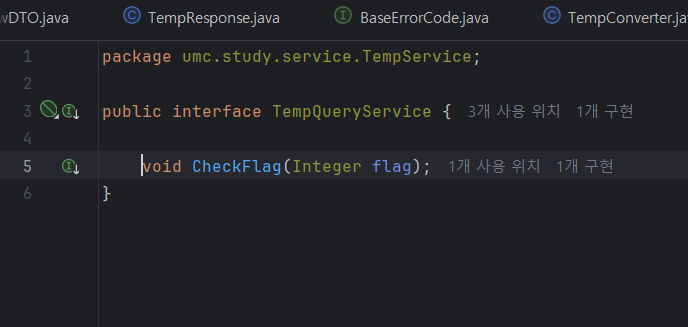 wDTO.java TempResponse.java BaseErrorCode.java TempConverter.ja
1 package umc.study.service.TempService;
2
3 public interface TempQueryService { 3개 사용 위치 1개 구현
4
5 void CheckFlag(Integer flag); 1개 사용 위치 1개 구현
6 }